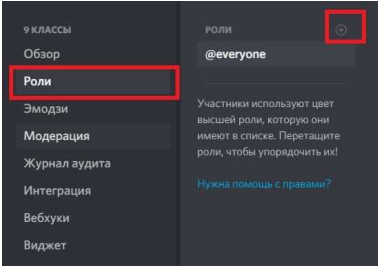 9 КЛАССЫ
Обзор
Роли
Эмодзи
Модерация
Журнал аудита
Интеграция
Вебхуки
Виджет
РОЛИ
@everyone
Участники используют цвет
высшей роли, которую они
имеют в списке. Перетащите
роли, чтобы упорядочить их!
Нужна помощь с правами?